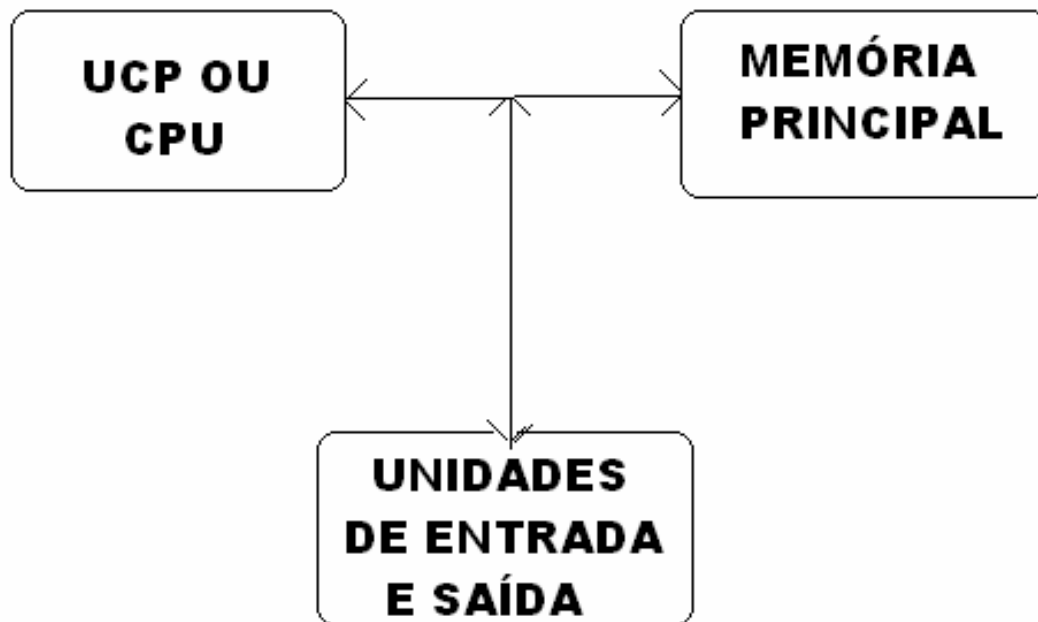 UCP OU
CPU
MEMÓRIA
PRINCIPAL
UNIDADES
DE ENTRADA
E SAÍDA